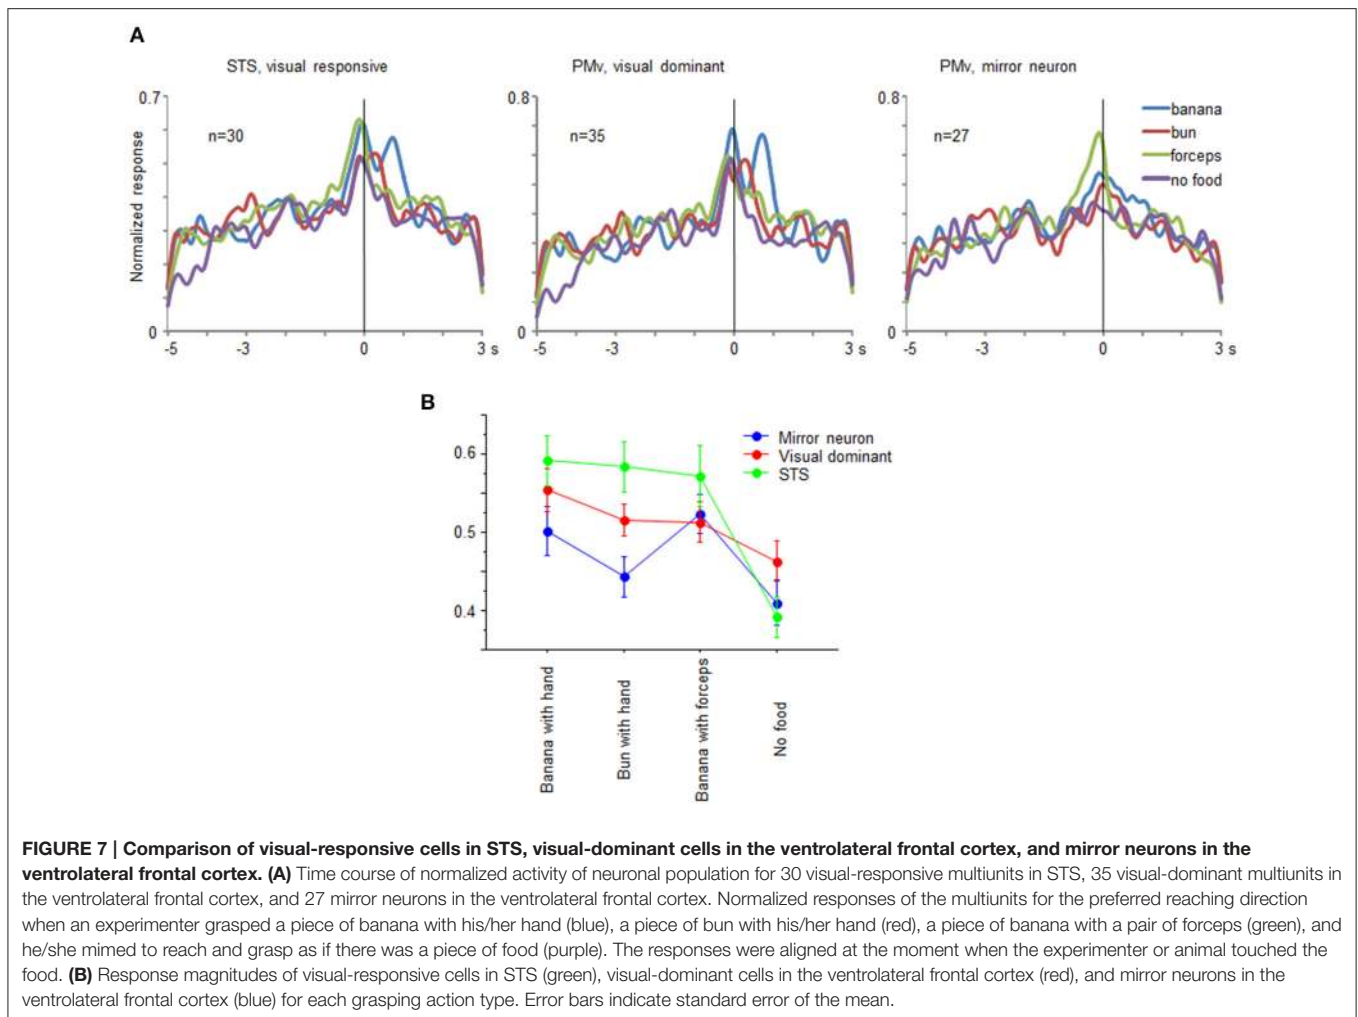 A
STS, visual responsive
PMv, visual dominant
PMv, mirror neuron
0.7
0.8
0.8
n=30
n=35
n=27
banana
bun
forceps
no food
Normalized response
0
0
0
-5 -3 0 3 s
-5 -3 0 3 s
-5 -3 0 3 s
B
0.6
0.5
0.4
Mirror neuron
Visual dominant
STS
Banana with hand
Bun with hand
Banana with forceps
No food
FIGURE 7 | Comparison of visual-responsive cells in STS, visual-dominant cells in the ventrolateral frontal cortex, and mirror neurons in the
ventrolateral frontal cortex. (A) Time course of normalized activity of neuronal population for 30 visual-responsive multiunits in STS, 35 visual-dominant multiunits in
the ventrolateral frontal cortex, and 27 mirror neurons in the ventrolateral frontal cortex. Normalized responses of the multiunits for the preferred reaching direction
when an experimenter grasped a piece of banana with his/her hand (blue), a piece of bun with his/her hand (red), a piece of banana with a pair of forceps (green), and
he/she mimed to reach and grasp as if there was a piece of food (purple). The responses were aligned at the moment when the experimenter or animal touched the
food. (B) Response magnitudes of visual-responsive cells in STS (green), visual-dominant cells in the ventrolateral frontal cortex (red), and mirror neurons in the
ventrolateral frontal cortex (blue) for each grasping action type. Error bars indicate standard error of the mean.